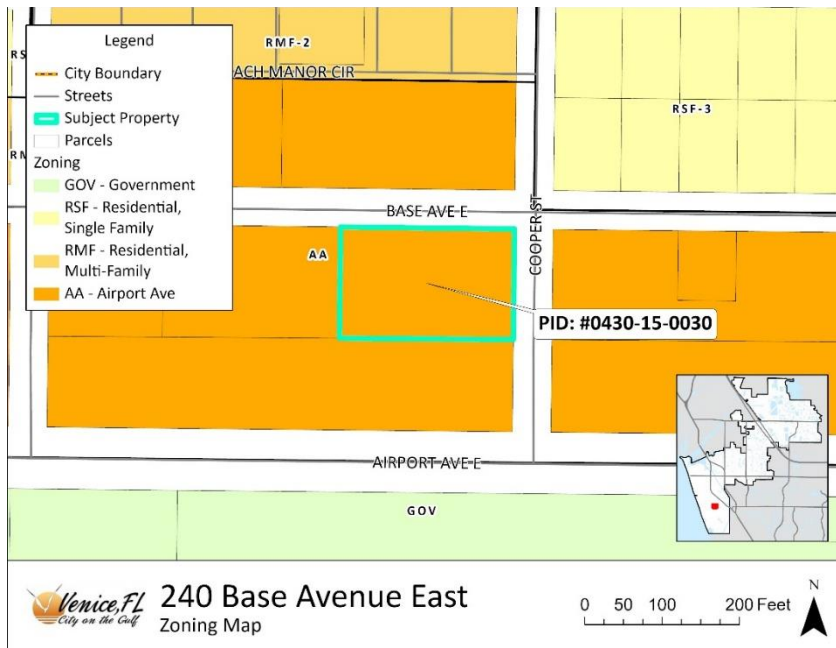 Legend
City Boundary
Streets
Subject Property
Parcels
Zoning
GOV - Government
RSF - Residential,
Single Family
RMF - Residential,
Multi-Family
AA - Airport Ave
RS
RM
RMF-2
ACH MANOR CIR
RSF-3
BASE AVE E
COOPER ST
AA
PID: #0430-15-0030
AIRPORT AVE E
GOV
Venice, FL
City on the Gulf
240 Base Avenue East
Zoning Map
0 50 100 200 Feet
N